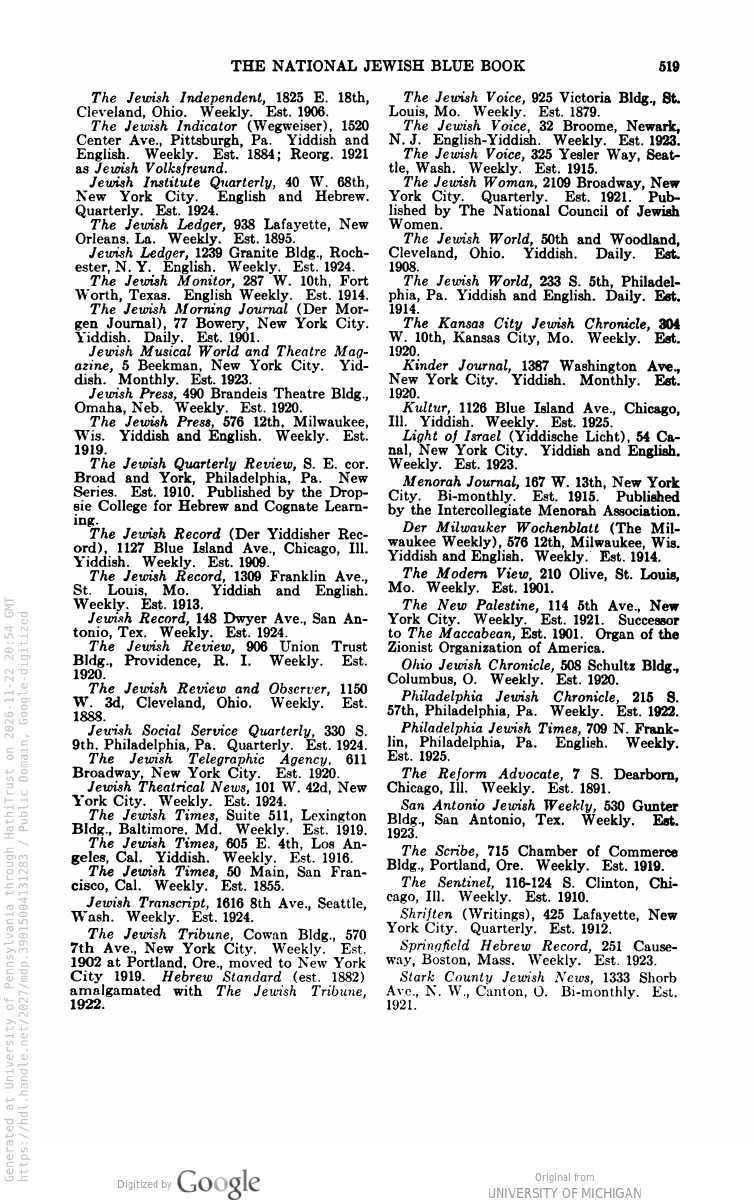 THE NATIONAL JEWISH BLUE BOOK 519
The Jewish Independent, 1825 E. 18th,
Cleveland, Ohio. Weekly. Est. 1906.
The Jewish Indicator (Wegweiser), 1520
Center Ave., Pittsburgh, Pa. Yiddish and
English. Weekly. Est. 1884; Reorg. 1921
as Jewish Volksfreund.
Jewish Institute Quarterly, 40 W. 68th,
New York City. English and Hebrew.
Quarterly. Est. 1924.
The Jewish Ledger, 938 Lafayette, New
Orleans, La. Weekly. Est. 1895.
Jewish Ledger, 1239 Granite Bldg., Roch-
ester, N. Y. English. Weekly. Est. 1924.
The Jewish Monitor, 287 W. 10th, Fort
Worth, Texas. English Weekly. Est. 1914.
The Jewish Morning Journal (Der Mor-
gen Journal), 77 Bowery, New York City.
Yiddish. Daily. Est. 1901.
Jewish Musical World and Theatre Mag-
azine, 5 Beekman, New York City. Yid-
dish. Monthly. Est. 1923.
Jewish Press, 490 Brandeis Theatre Bldg.,
Omaha, Neb. Weekly. Est. 1920.
The Jewish Press, 576 12th, Milwaukee,
Wis. Yiddish and English. Weekly. Est.
1919.
The Jewish Quarterly Review, S. E. cor.
Broad and York, Philadelphia, Pa. New
Series. Est. 1910. Published by the Drop-
sie College for Hebrew and Cognate Learn-
ing.
The Jewish Record (Der Yiddisher Rec-
ord), 1127 Blue Island Ave., Chicago, Ill.
Yiddish. Weekly. Est. 1909.
The Jewish Record, 1309 Franklin Ave.,
St. Louis, Mo. Yiddish and English.
Weekly. Est. 1913.
Jewish Record, 148 Dwyer Ave., San An-
tonio, Tex. Weekly. Est. 1924.
The Jewish Review, 906 Union Trust
Bldg., Providence, R. I. Weekly. Est.
1920.
The Jewish Review and Observer, 1150
W. 3d, Cleveland, Ohio. Weekly. Est.
1888.
Jewish Social Service Quarterly, 330 S.
9th, Philadelphia, Pa. Quarterly. Est. 1924.
The Jewish Telegraphic Agency, 611
Broadway, New York City. Est. 1920.
Jewish Theatrical News, 101 W. 42d, New
York City. Weekly. Est. 1924.
The Jewish Times, Suite 511, Lexington
Bldg., Baltimore, Md. Weekly. Est. 1919.
The Jewish Times, 605 E. 4th, Los An-
geles, Cal. Yiddish. Weekly. Est. 1916.
The Jewish Times, 50 Main, San Fran-
cisco, Cal. Weekly. Est. 1855.
Jewish Transcript, 1616 8th Ave., Seattle,
Wash. Weekly. Est. 1924.
The Jewish Tribune, Cowan Bldg., 570
7th Ave., New York City. Weekly. Est.
1902 at Portland, Ore., moved to New York
City 1919. Hebrew Standard (est. 1882)
amalgamated with The Jewish Tribune,
1922.
The Jewish Voice, 925 Victoria Bldg., St.
Louis, Mo. Weekly. Est. 1879.
The Jewish Voice, 32 Broome, Newark,
N. J. English-Yiddish. Weekly. Est. 1923.
The Jewish Voice, 325 Yesler Way, Seat-
tle, Wash. Weekly. Est. 1915.
The Jewish Woman, 2109 Broadway, New
York City. Quarterly. Est. 1921. Pub-
lished by The National Council of Jewish
Women.
The Jewish World, 50th and Woodland,
Cleveland, Ohio. Yiddish. Daily. Est.
1908.
The Jewish World, 233 S. 5th, Philadel-
phia, Pa. Yiddish and English. Daily. Est.
1914.
The Kansas City Jewish Chronicle, 304
W. 10th, Kansas City, Mo. Weekly. Est.
1920.
Kinder Journal, 1387 Washington Ave.,
New York City. Yiddish. Monthly. Est.
1920.
Kultur, 1126 Blue Island Ave., Chicago,
Ill. Yiddish. Weekly. Est. 1925.
Light of Israel (Yiddische Licht), 54 Ca-
nal, New York City. Yiddish and English.
Weekly. Est. 1923.
Menorah Journal, 167 W. 13th, New York
City. Bi-monthly. Est. 1915. Published
by the Intercollegiate Menorah Association.
Der Milwauker Wochenblatt (The Mil-
waukee Weekly), 576 12th, Milwaukee, Wis.
Yiddish and English. Weekly. Est. 1914.
The Modern View, 210 Olive, St. Louis,
Mo. Weekly. Est. 1901.
The New Palestine, 114 5th Ave., New
York City. Weekly. Est. 1921. Successor
to The Maccabean, Est. 1901. Organ of the
Zionist Organization of America.
Ohio Jewish Chronicle, 508 Schultz Bldg.,
Columbus, O. Weekly. Est. 1920.
Philadelphia Jewish Chronicle, 215 S.
57th, Philadelphia, Pa. Weekly. Est. 1922.
Philadelphia Jewish Times, 709 N. Frank-
lin, Philadelphia, Pa. English. Weekly.
Est. 1925.
The Reform Advocate, 7 S. Dearborn,
Chicago, Ill. Weekly. Est. 1891.
San Antonio Jewish Weekly, 530 Gunter
Bldg., San Antonio, Tex. Weekly. Est.
1923.
The Scribe, 715 Chamber of Commerce
Bldg., Portland, Ore. Weekly. Est. 1919.
The Sentinel, 116-124 S. Clinton, Chi-
cago, Ill. Weekly. Est. 1910.
Shriften (Writings), 425 Lafayette, New
York City. Quarterly. Est. 1912.
Springfield Hebrew Record, 251 Cause-
way, Boston, Mass. Weekly. Est. 1923.
Stark County Jewish News, 1333 Shorb
Ave., N. W., Canton, O. Bi-monthly. Est.
1921.
Generated at University of Pennsylvania through HathiTrust on 2026-11-22 20:54 GMT
https://hdl.handle.net/2027/mdp.39015004131283 / Public Domain, Google-digitized
Digitized by Google
Original from
UNIVERSITY OF MICHIGAN